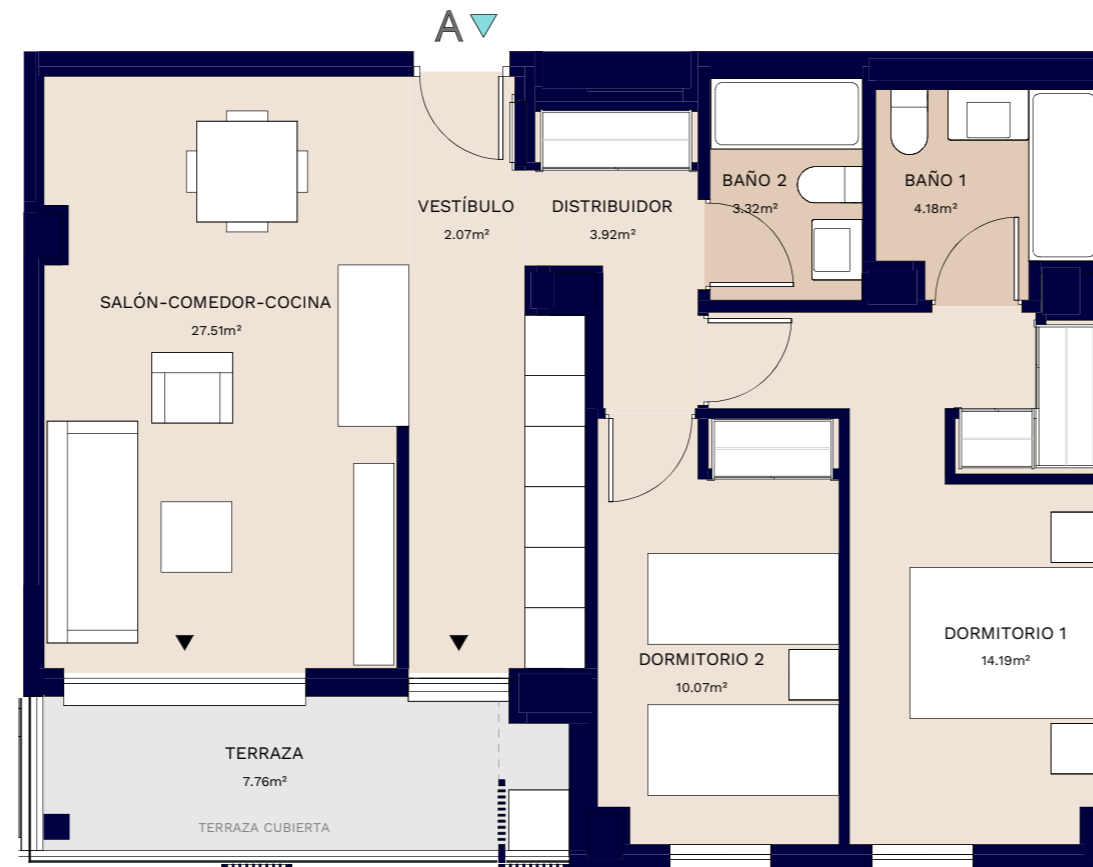 A
VESTÍBULO
2.07m²
DISTRIBUIDOR
3.92m²
BAÑO 2
3.32m²
BAÑO 1
4.18m²
SALÓN-COMEDOR-COCINA
27.51m²
DORMITORIO 2
10.07m²
DORMITORIO 1
14.19m²
TERRAZA
7.76m²
TERRAZA CUBIERTA